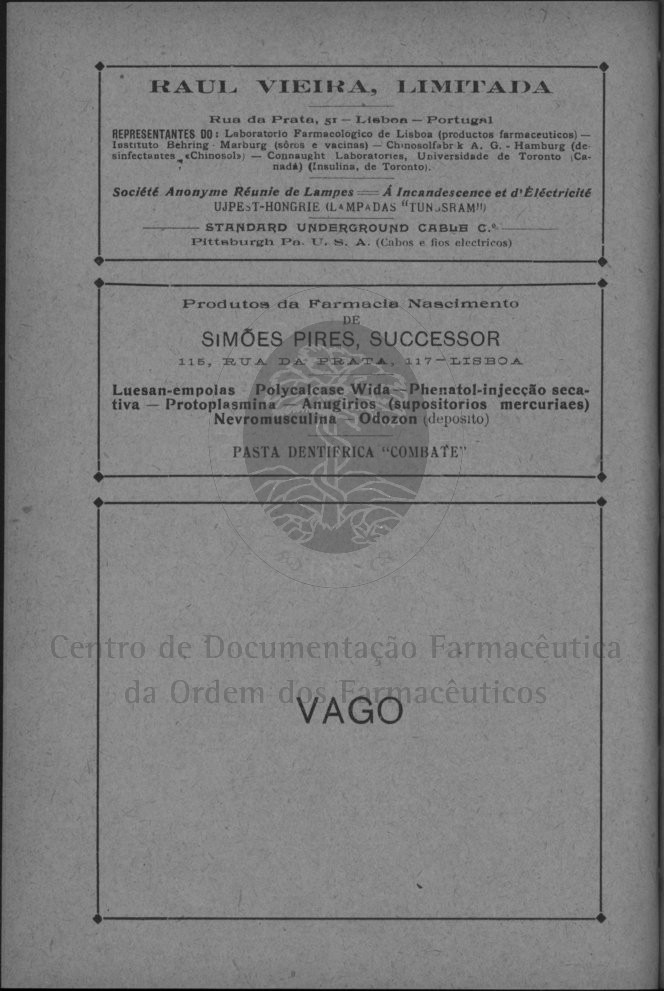 RAUL VIEIRA, LIMITADA
Rua da Prata, 51 — Lisboa — Portugal
REPRESENTANTES DO: Laboratorio Farmacologico de Lisboa (productos farmaceuticos) —
Instituto Behring - Marburg (sôros e vacinas) — Chinosolfabrik A. G. - Hamburg (de-
sinfectantes «Chinosol») — Connaught Laboratories, Universidade de Toronto (Ca-
nadá) (Insulina, de Toronto).
Société Anonyme Réunie de Lampes — Á Incandescence et d'Éléctricité
UJPEST-HONGRIE (LAMPADAS "TUNGSRAM")
STANDARD UNDERGROUND CABLE C.º
Pittsburgh Pa. U. S. A. (Cabos e fios electricos)
Produtos da Farmacia Nascimento
DE
SIMÕES PIRES, SUCCESSOR
115, RUA DA PRATA, 117 — LISBOA
Luesan-empolas Polycalcase Wida — Phenatol-injecção seca-
tiva — Protoplasmina — Anugirios (supositorios mercuriaes)
Nevromusculina — Odozon (deposito)
PASTA DENTIFRICA "COMBATE"
Centro de Documentação Farmacêutica
da Ordem dos Farmacêuticos
VAGO